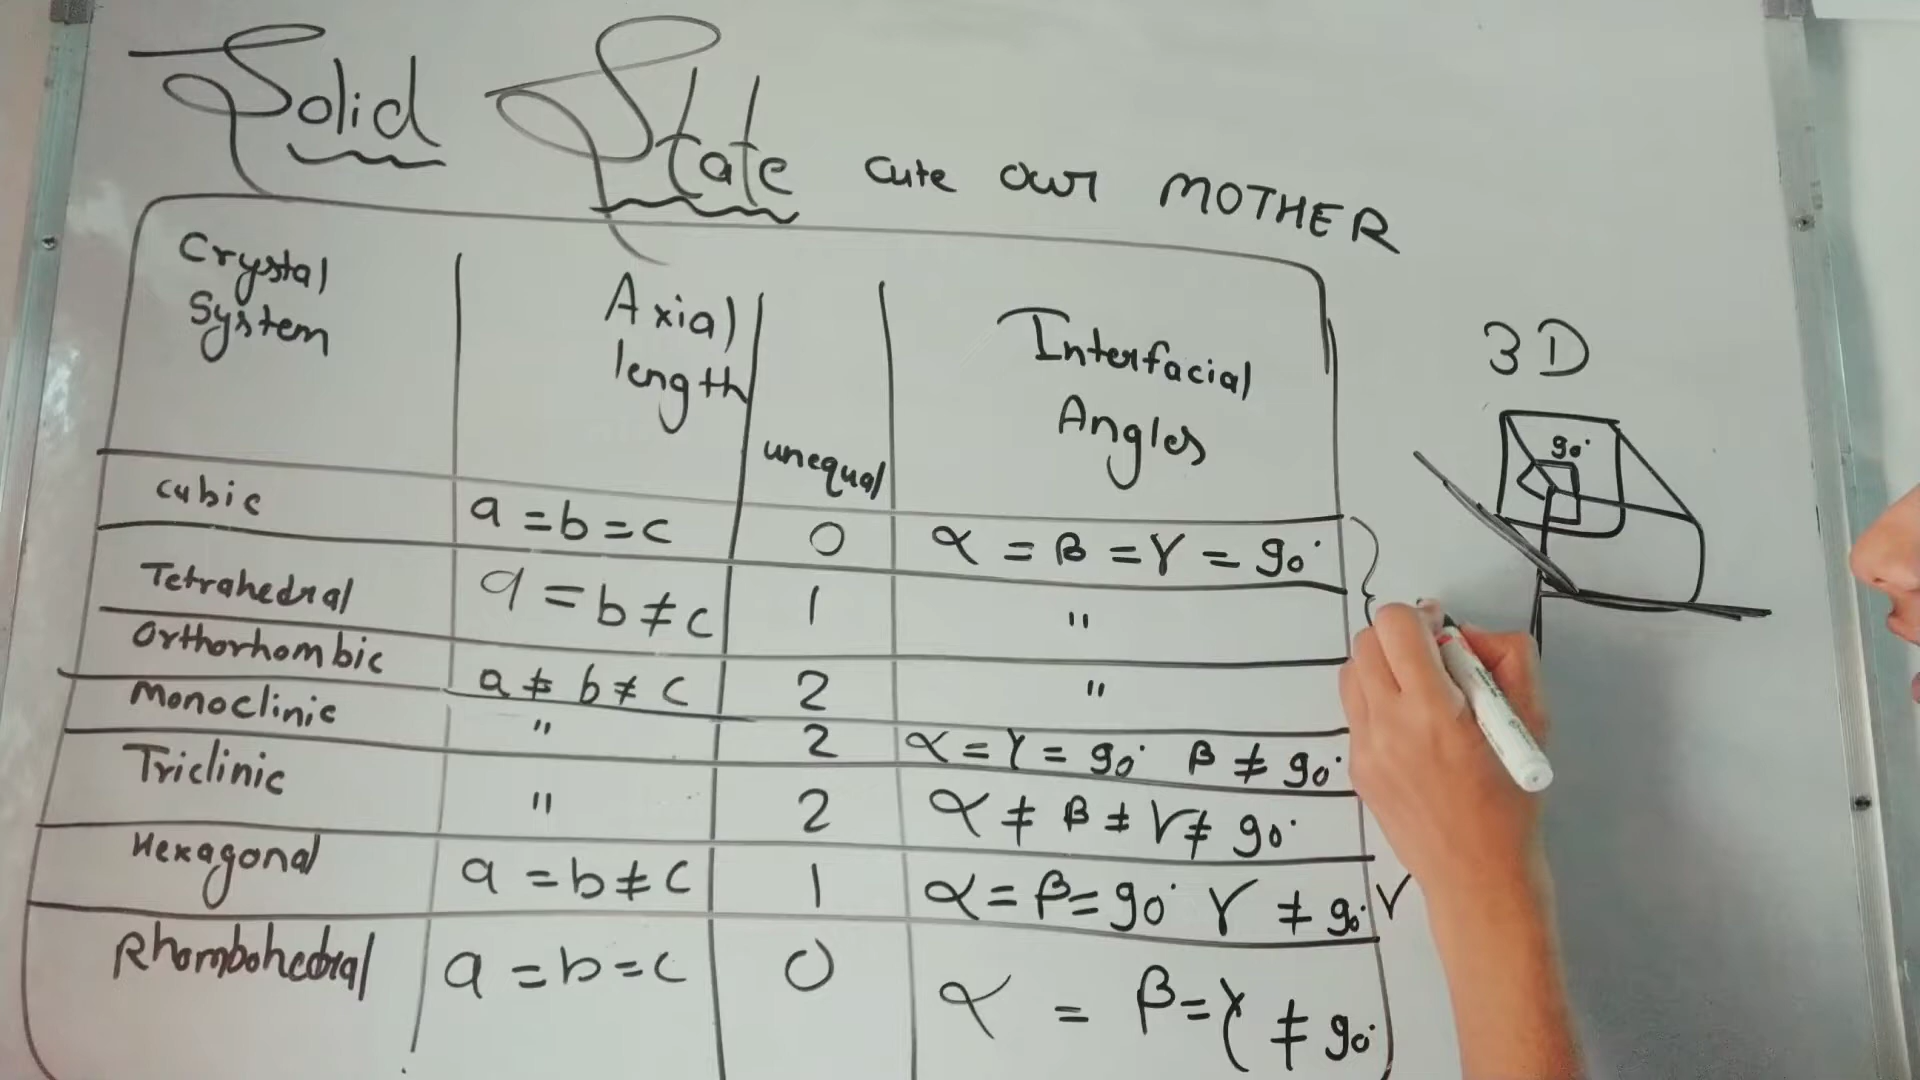 Solid State cute our MOTHER
Crystal System Axial length unequal Interfacial Angles
cubic a = b = c 0 α = β = γ = 90°
Tetrahedral a = b ≠ c 1 "
Orthorhombic a ≠ b ≠ c 2 "
Monoclinic " 2 α = γ = 90° β ≠ 90°
Triclinic " 2 α ≠ β ≠ γ ≠ 90°
Hexagonal a = b ≠ c 1 α = β = 90° γ ≠ 90° γ
Rhombohedral a = b = c 0 α = β = γ ≠ 90°
3D
90°